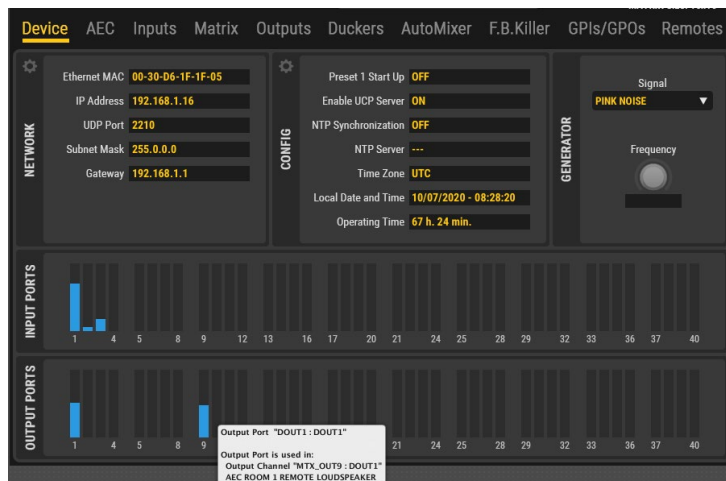 Device AEC Inputs Matrix Outputs Duckers AutoMixer F.B.Killer GPIs/GPOs Remotes
NETWORK
Ethernet MAC 00-30-D6-1F-1F-05
IP Address 192.168.1.16
UDP Port 2210
Subnet Mask 255.0.0.0
Gateway 192.168.1.1
CONFIG
Preset 1 Start Up OFF
Enable UCP Server ON
NTP Synchronization OFF
NTP Server ---
Time Zone UTC
Local Date and Time 10/07/2020 - 08:28:20
Operating Time 67 h. 24 min.
GENERATOR
Signal
PINK NOISE
Frequency
INPUT PORTS
1 4 5 8 9 12 13 16 17 20 21 24 25 28 29 32 33 36 37 40
OUTPUT PORTS
1 4 5 8 9 21 24 25 28 29 32 33 36 37 40
Output Port "DOUT1 : DOUT1"
Output Port is used in:
Output Channel "MTX_OUT9 : DOUT1"
AEC ROOM 1 REMOTE LOUDSPEAKER